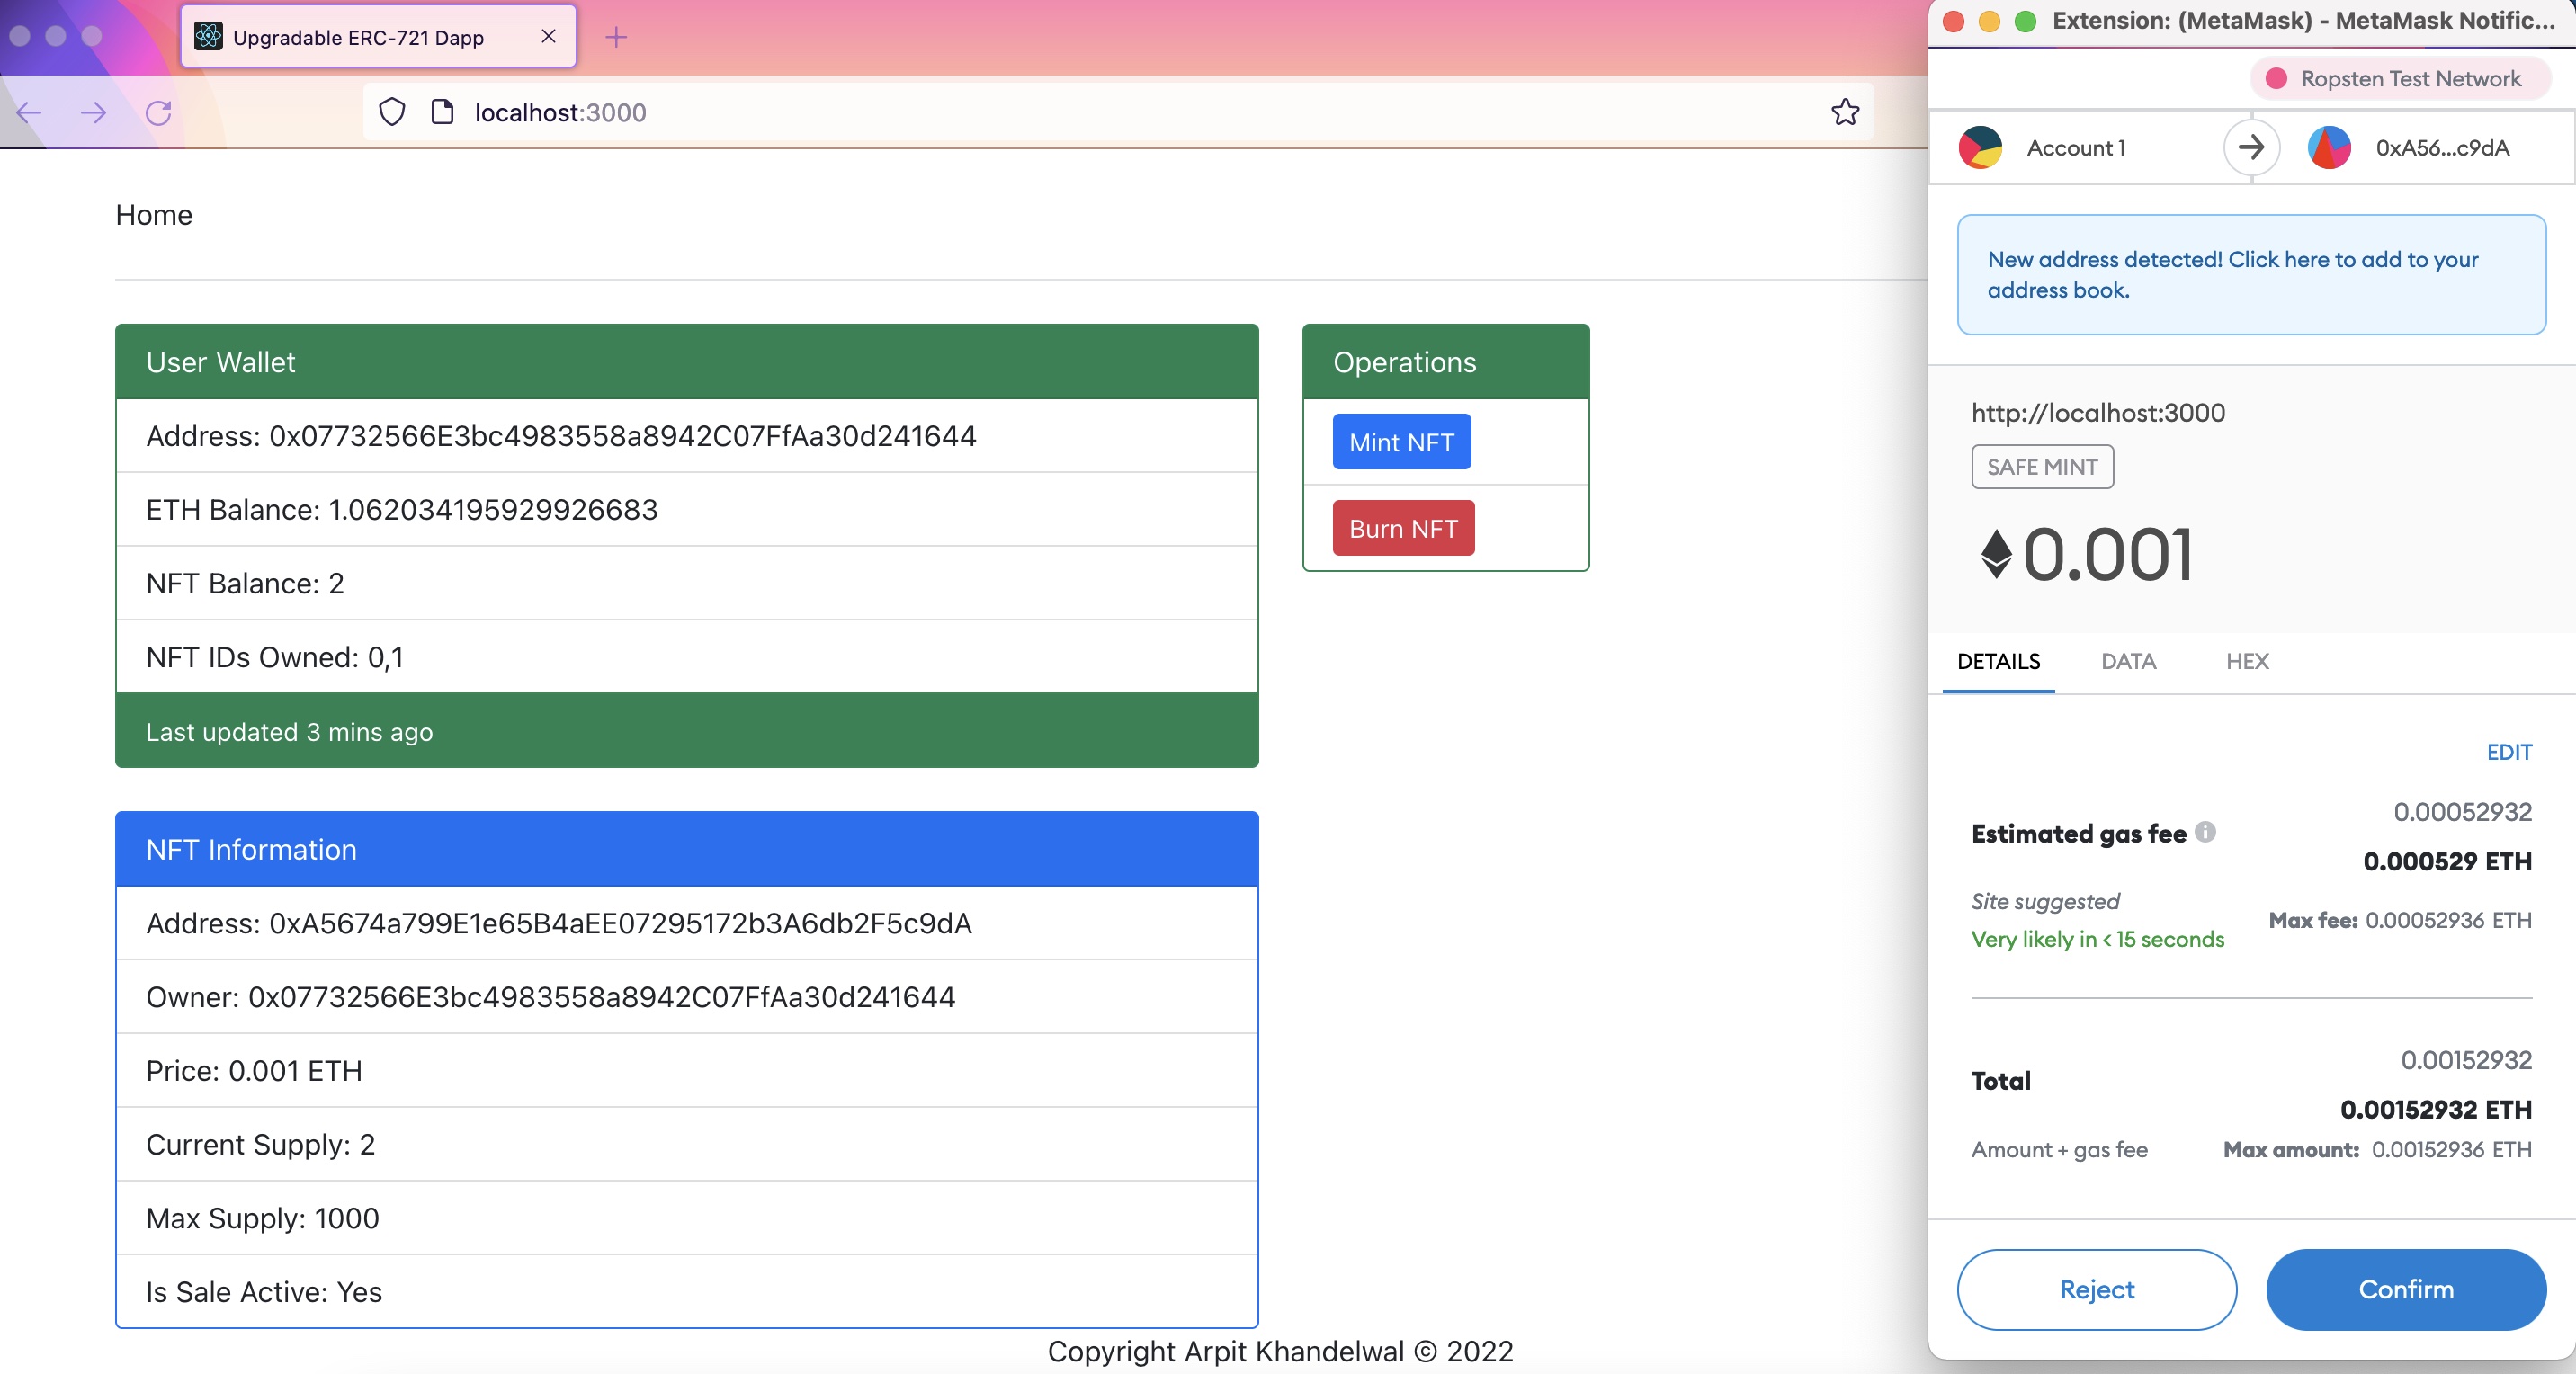 Upgradable ERC-721 Dapp
localhost:3000
Home
User Wallet
Address: 0x07732566E3bc4983558a8942C07FfAa30d241644
ETH Balance: 1.062034195929926683
NFT Balance: 2
NFT IDs Owned: 0,1
Last updated 3 mins ago
Operations
Mint NFT
Burn NFT
NFT Information
Address: 0xA5674a799E1e65B4aEE07295172b3A6db2F5c9dA
Owner: 0x07732566E3bc4983558a8942C07FfAa30d241644
Price: 0.001 ETH
Current Supply: 2
Max Supply: 1000
Is Sale Active: Yes
Copyright Arpit Khandelwal © 2022
Extension: (MetaMask) - MetaMask Notific...
Ropsten Test Network
Account 1
0xA56...c9dA
New address detected! Click here to add to your
address book.
http://localhost:3000
SAFE MINT
0.001
DETAILS
DATA
HEX
EDIT
Estimated gas fee
0.00052932
0.000529 ETH
Site suggested
Very likely in < 15 seconds
Max fee: 0.00052936 ETH
Total
0.00152932
0.00152932 ETH
Amount + gas fee
Max amount: 0.00152936 ETH
Reject
Confirm